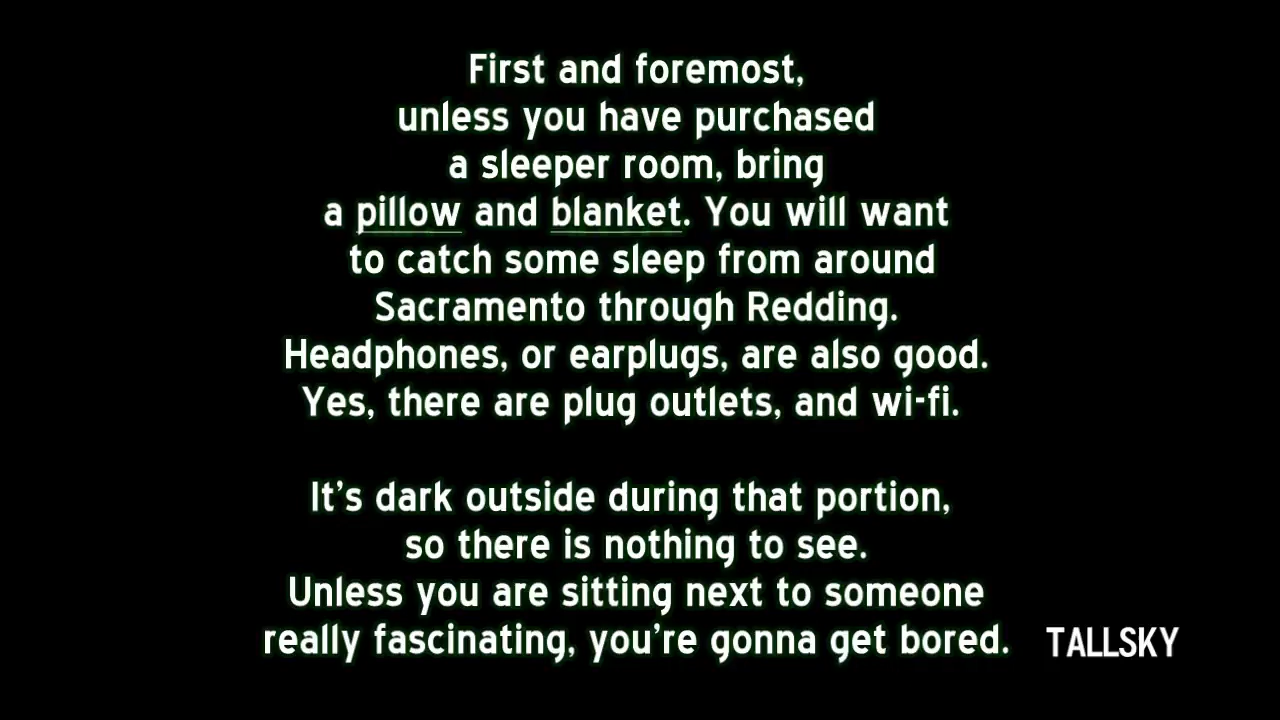 First and foremost,
unless you have purchased
a sleeper room, bring
a pillow and blanket. You will want
to catch some sleep from around
Sacramento through Redding.
Headphones, or earplugs, are also good.
Yes, there are plug outlets, and wi-fi.
It's dark outside during that portion,
so there is nothing to see.
Unless you are sitting next to someone
really fascinating, you're gonna get bored.
TALLSKY